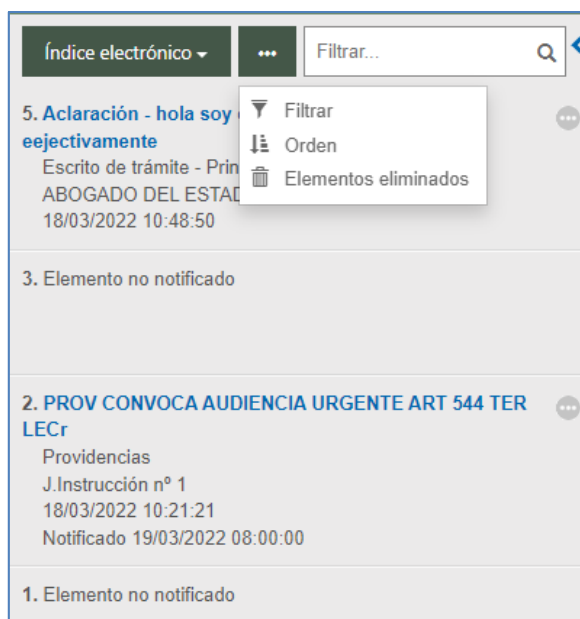 Índice electrónico
Filtrar...
Filtrar
Orden
Elementos eliminados
5. Aclaración - hola soy
eejectivamente
Escrito de trámite - Prin
ABOGADO DEL ESTAD
18/03/2022 10:48:50
3. Elemento no notificado
2. PROV CONVOCA AUDIENCIA URGENTE ART 544 TER
LECr
Providencias
J.Instrucción nº 1
18/03/2022 10:21:21
Notificado 19/03/2022 08:00:00
1. Elemento no notificado